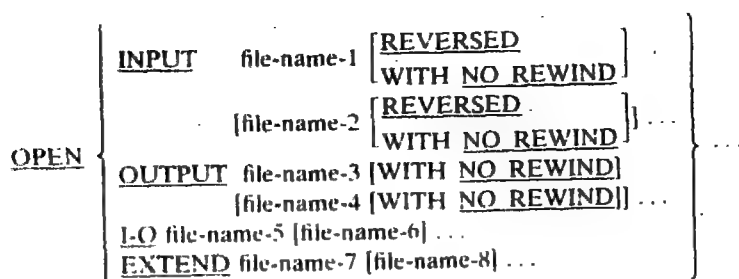 INPUT file-name-1 [REVERSED
WITH NO REWIND]
[file-name-2 [REVERSED
WITH NO REWIND]] ...
OPEN ...
OUTPUT file-name-3 [WITH NO REWIND]
[file-name-4 [WITH NO REWIND]] ...
I-O file-name-5 [file-name-6] ...
EXTEND file-name-7 [file-name-8] ...